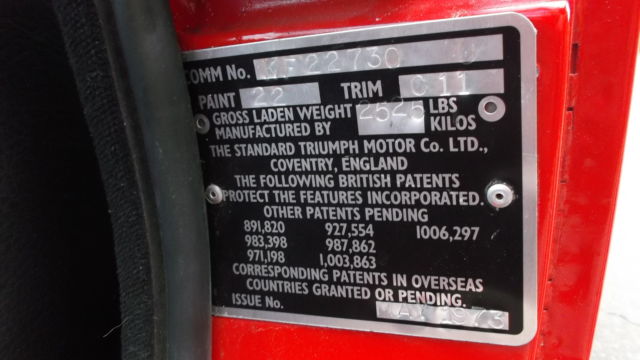 COMM No. KF22730 U
PAINT 22 TRIM C11
GROSS LADEN WEIGHT 2525 LBS
MANUFACTURED BY KILOS
THE STANDARD TRIUMPH MOTOR Co. LTD.,
COVENTRY, ENGLAND
THE FOLLOWING BRITISH PATENTS
PROTECT THE FEATURES INCORPORATED.
OTHER PATENTS PENDING
891,820 927,554 1006,297
983,398 987,862
971,198 1,003,863
CORRESPONDING PATENTS IN OVERSEAS
COUNTRIES GRANTED OR PENDING.
ISSUE No. 1973